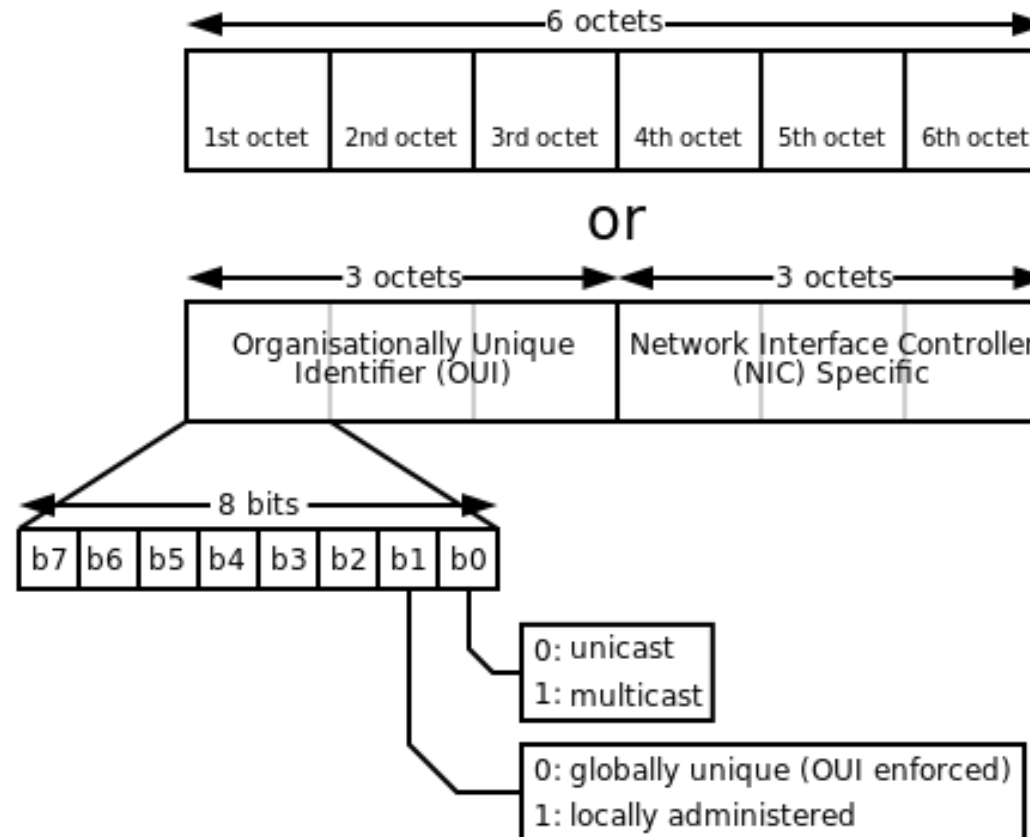 6 octets
1st octet 2nd octet 3rd octet 4th octet 5th octet 6th octet
or
3 octets 3 octets
Organisationally Unique
Identifier (OUI)
Network Interface Controller
(NIC) Specific
8 bits
b7 b6 b5 b4 b3 b2 b1 b0
0: unicast
1: multicast
0: globally unique (OUI enforced)
1: locally administered